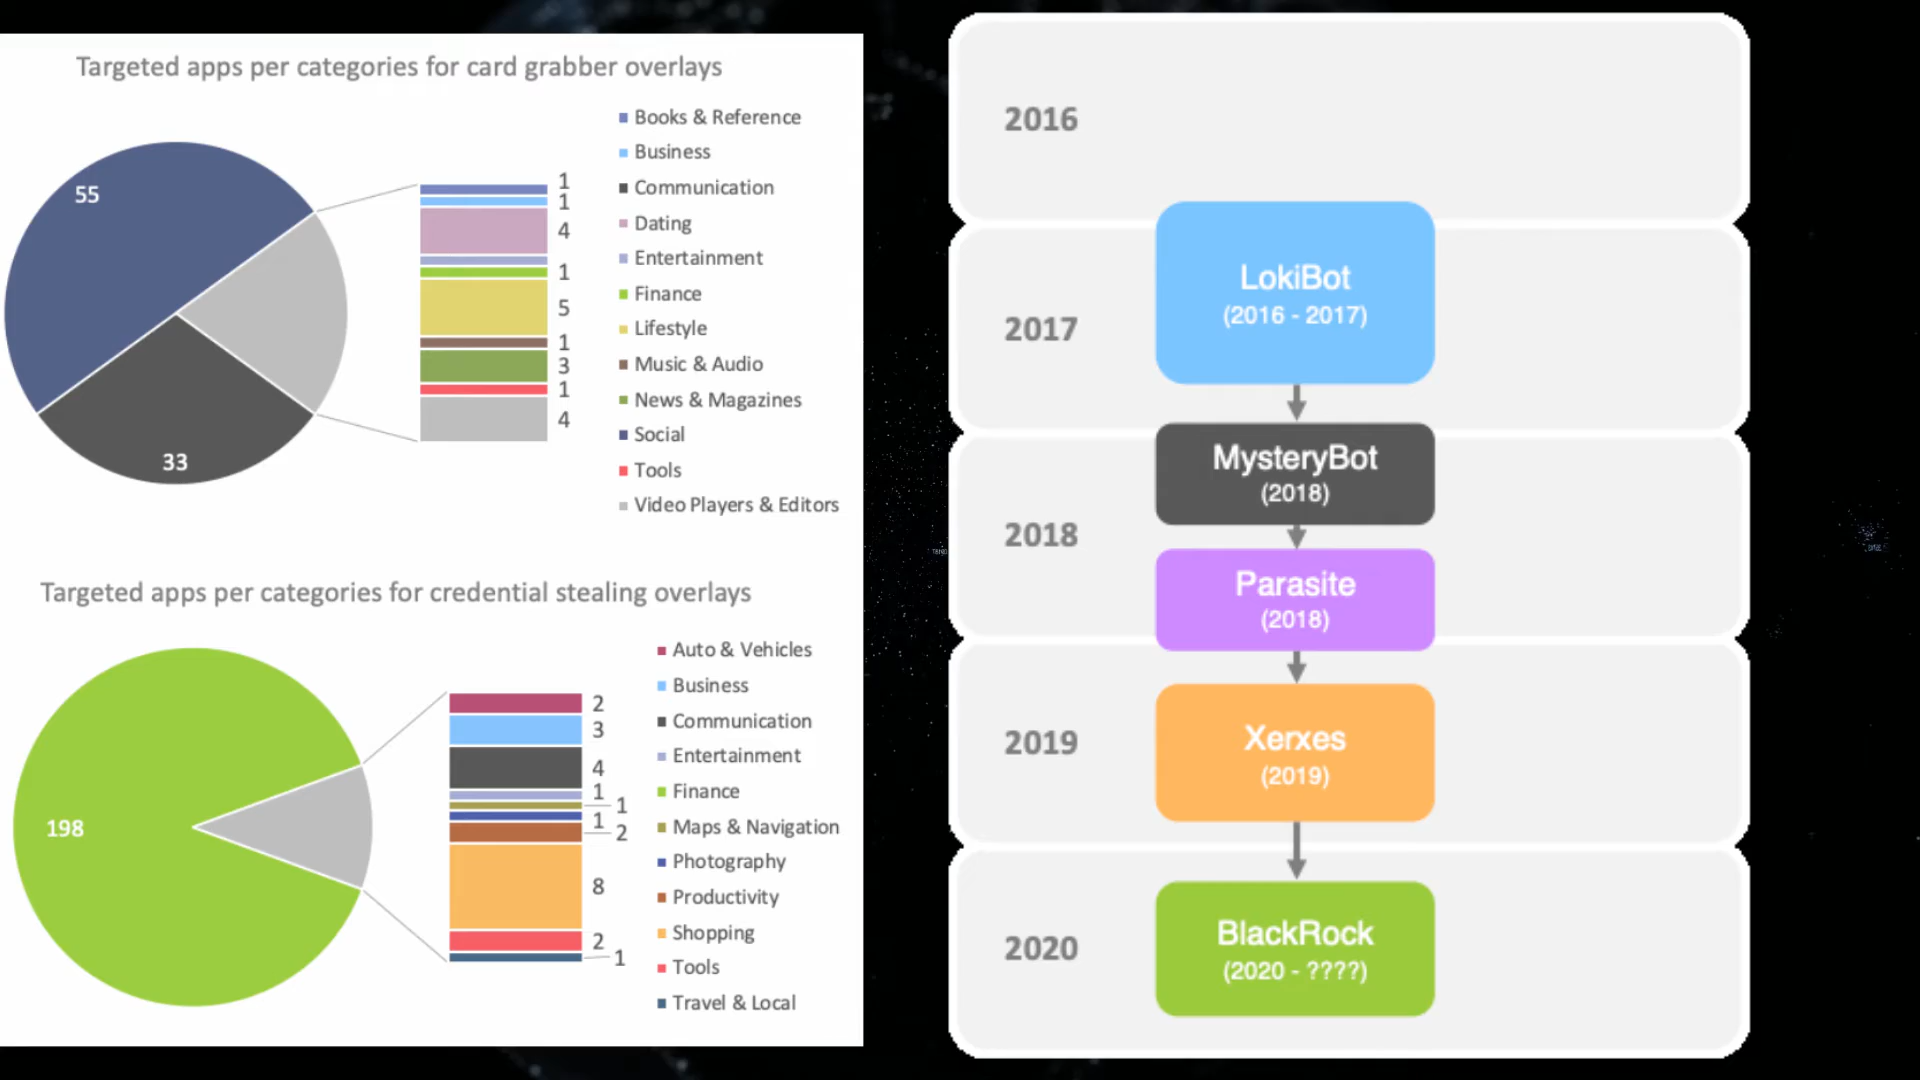 Targeted apps per categories for card grabber overlays
55
33
1
1
4
1
5
1
3
1
4
Books & Reference
Business
Communication
Dating
Entertainment
Finance
Lifestyle
Music & Audio
News & Magazines
Social
Tools
Video Players & Editors
Targeted apps per categories for credential stealing overlays
198
2
3
4
1
1
1
2
8
2
1
Auto & Vehicles
Business
Communication
Entertainment
Finance
Maps & Navigation
Photography
Productivity
Shopping
Tools
Travel & Local
2016
2017
2018
2019
2020
LokiBot
(2016 - 2017)
MysteryBot
(2018)
Parasite
(2018)
Xerxes
(2019)
BlackRock
(2020 - ????)